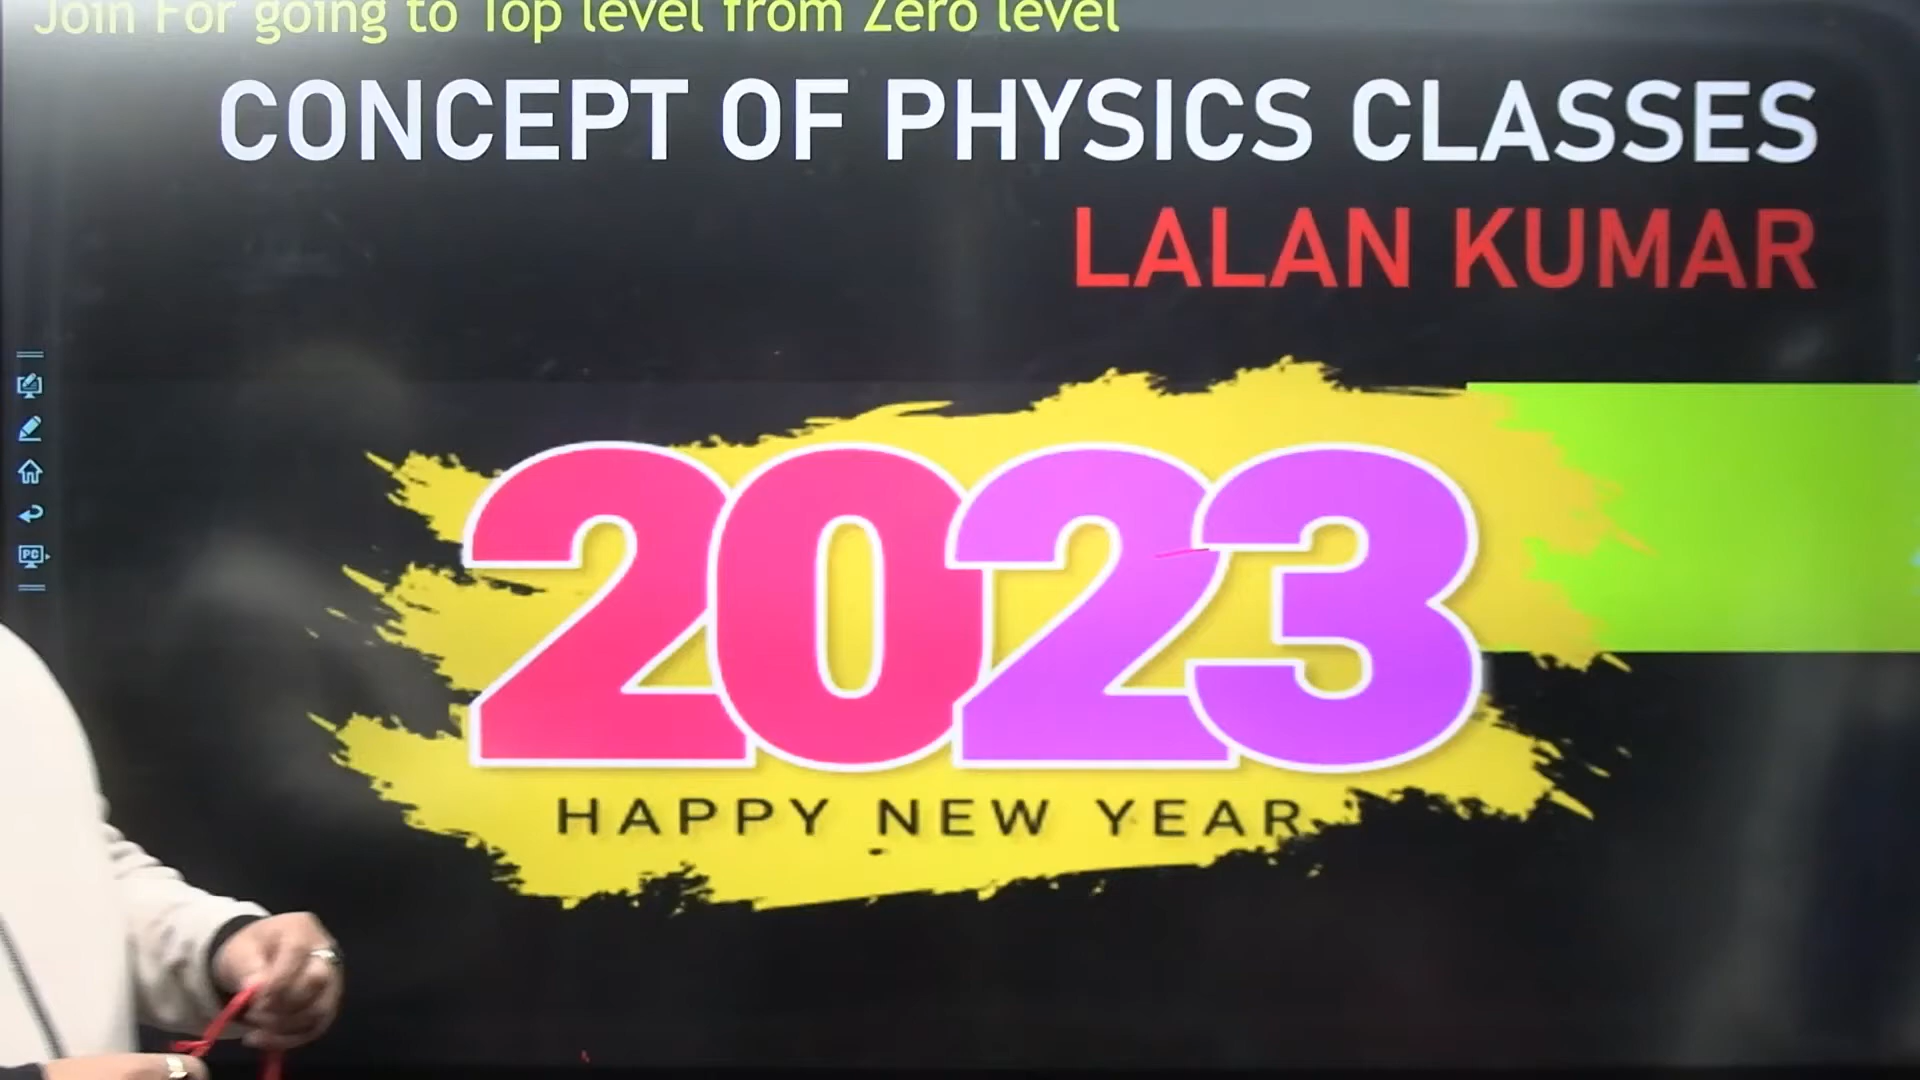 Join For going to Top level from Zero level
CONCEPT OF PHYSICS CLASSES
LALAN KUMAR
2023
HAPPY NEW YEAR
PC